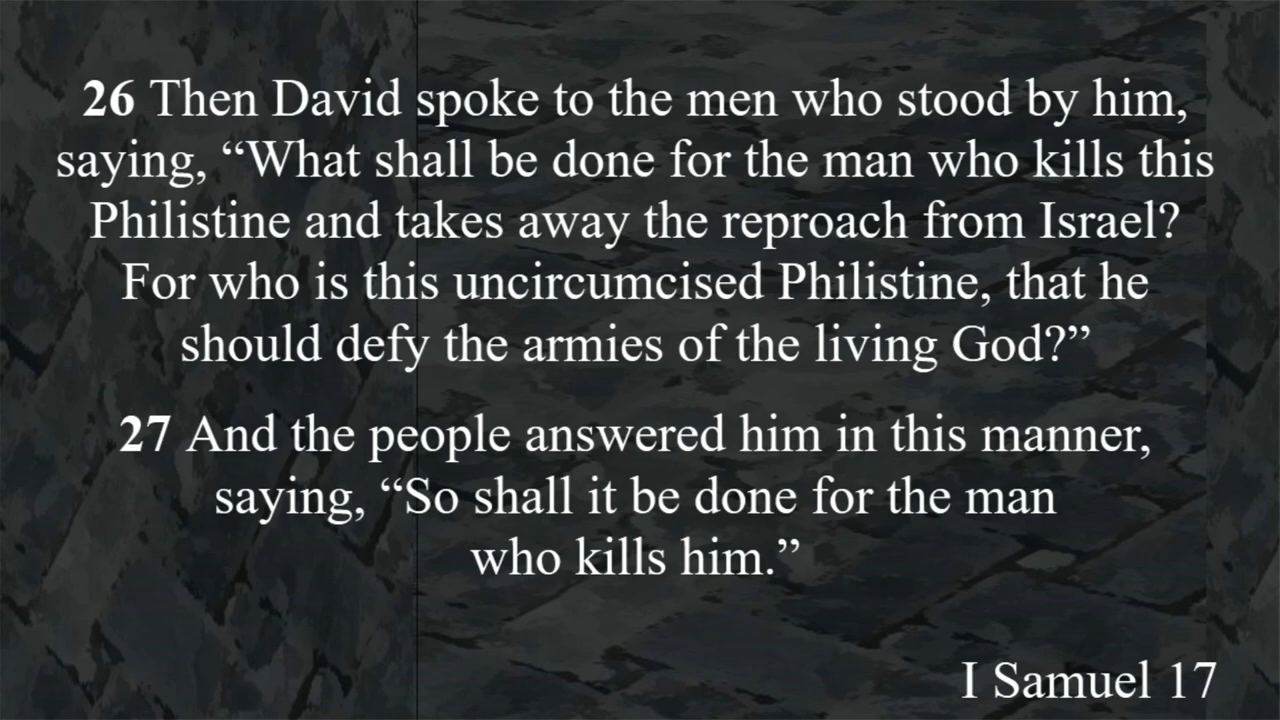 26 Then David spoke to the men who stood by him,
saying, “What shall be done for the man who kills this
Philistine and takes away the reproach from Israel?
For who is this uncircumcised Philistine, that he
should defy the armies of the living God?”
27 And the people answered him in this manner,
saying, “So shall it be done for the man
who kills him.”
I Samuel 17